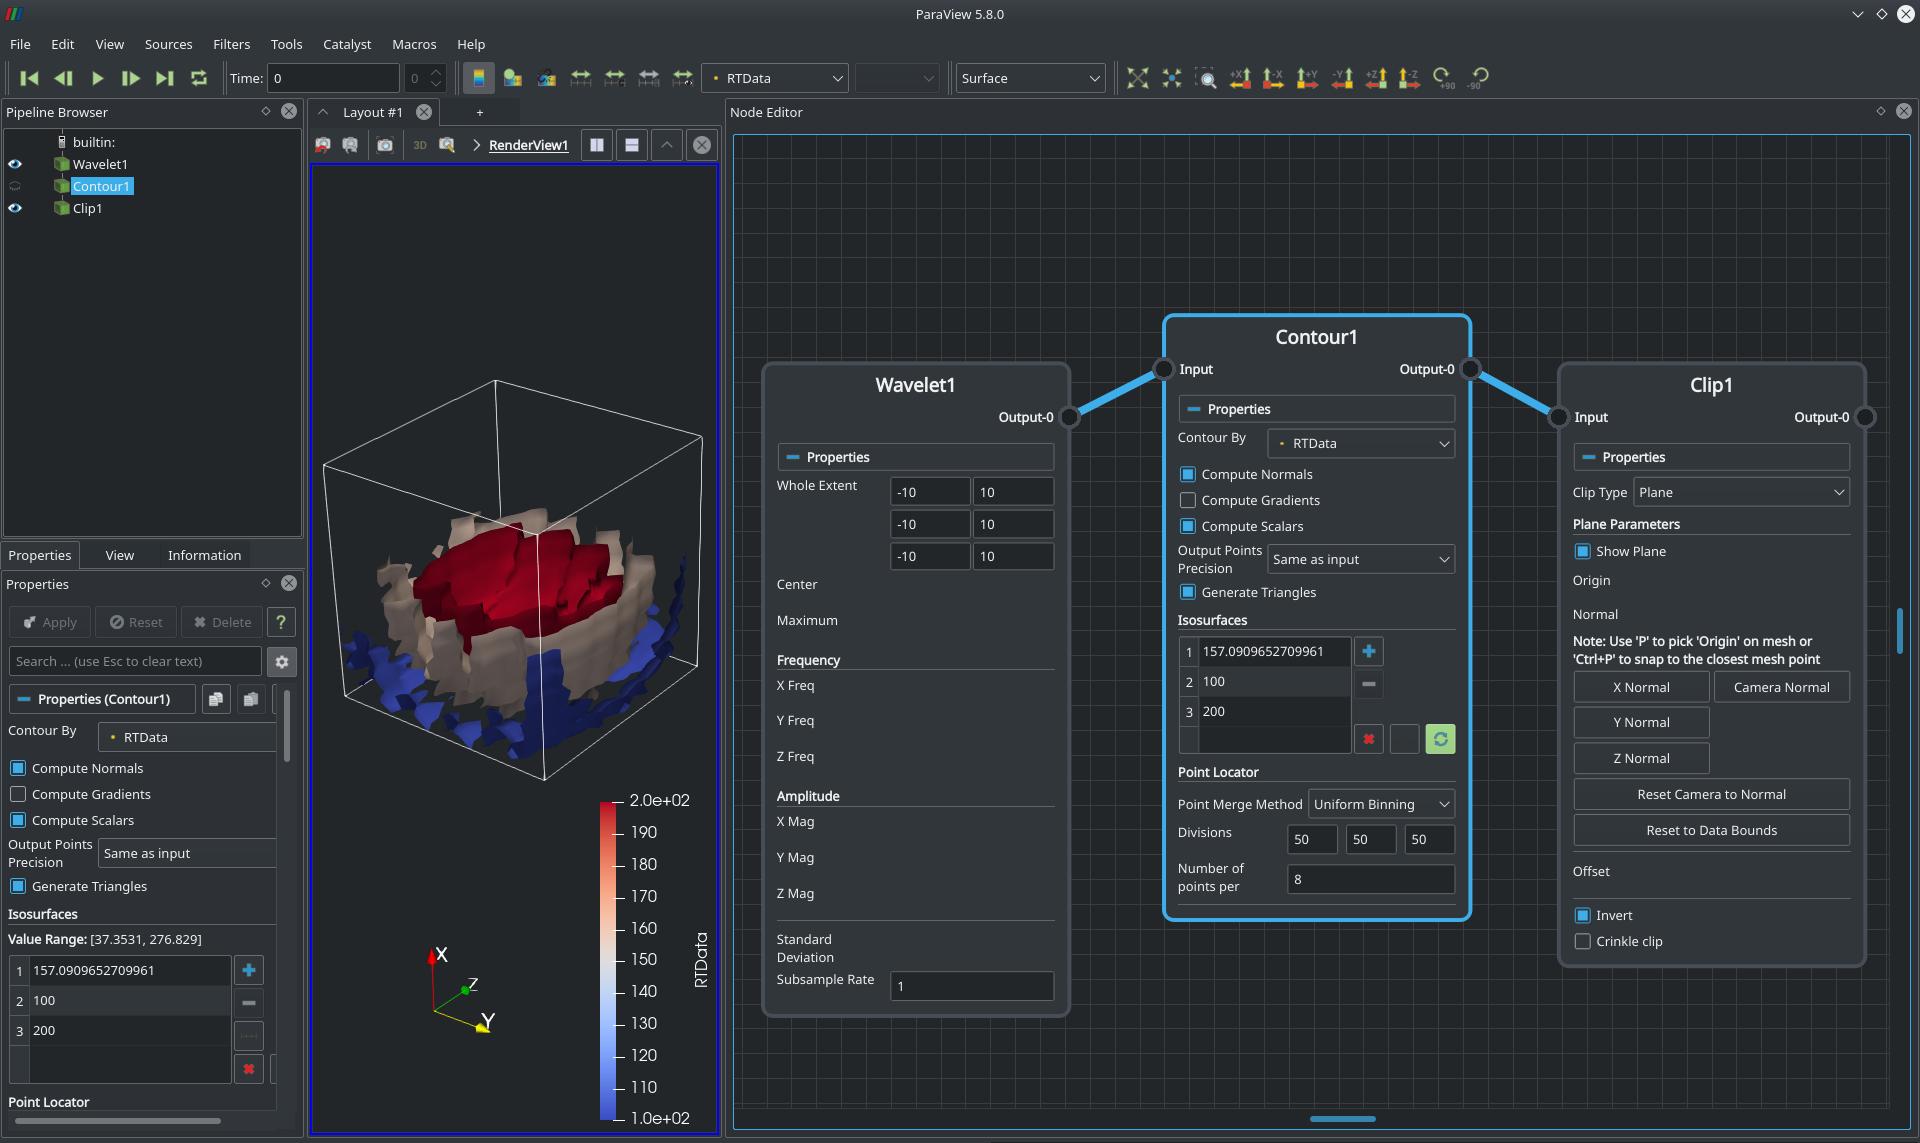 ParaView 5.8.0
File Edit View Sources Filters Tools Catalyst Macros Help
Time: 0 0 RTData Surface +X -X +Y -Y +Z -Z +90 -90
Pipeline Browser
builtin:
Wavelet1
Contour1
Clip1
Properties View Information
Properties
Apply Reset Delete ?
Search ... (use Esc to clear text)
Properties (Contour1)
Contour By RTData
Compute Normals
Compute Gradients
Compute Scalars
Output Points
Precision
Same as input
Generate Triangles
Isosurfaces
Value Range: [37.3531, 276.829]
1 157.0909652709961
2 100
3 200
Point Locator
Layout #1 +
3D RenderView1
X
Z
Y
RTData
2.0e+02
190
180
170
160
150
140
130
120
110
1.0e+02
Node Editor
Wavelet1
Output-0
Properties
Whole Extent -10 10
-10 10
-10 10
Center
Maximum
Frequency
X Freq
Y Freq
Z Freq
Amplitude
X Mag
Y Mag
Z Mag
Standard
Deviation
Subsample Rate 1
Contour1
Input Output-0
Properties
Contour By RTData
Compute Normals
Compute Gradients
Compute Scalars
Output Points
Precision
Same as input
Generate Triangles
Isosurfaces
1 157.0909652709961
2 100
3 200
Point Locator
Point Merge Method Uniform Binning
Divisions 50 50 50
Number of
points per
8
Clip1
Input Output-0
Properties
Clip Type Plane
Plane Parameters
Show Plane
Origin
Normal
Note: Use 'P' to pick 'Origin' on mesh or
'Ctrl+P' to snap to the closest mesh point
X Normal Camera Normal
Y Normal
Z Normal
Reset Camera to Normal
Reset to Data Bounds
Offset
Invert
Crinkle clip